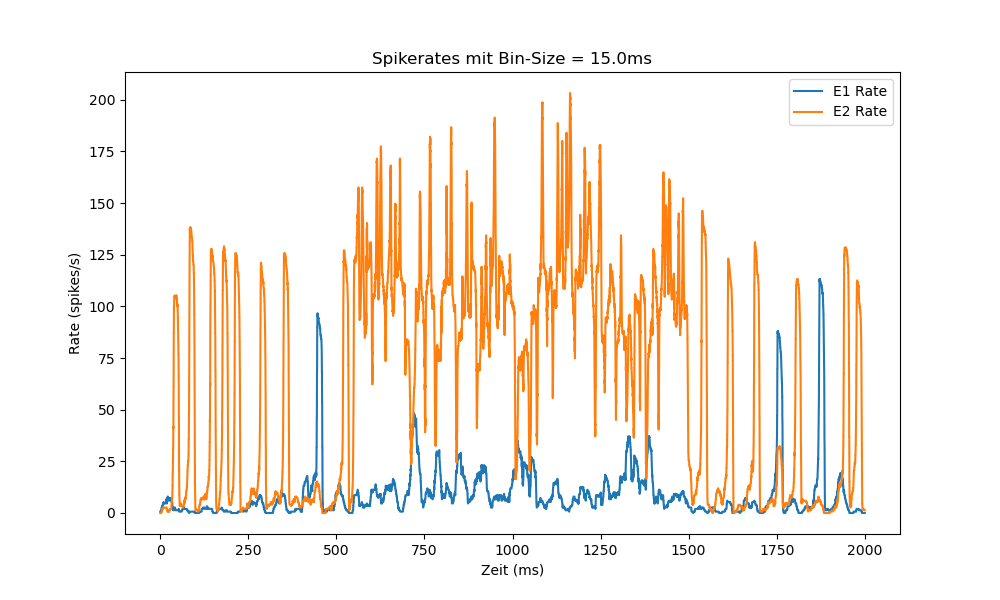 Spikerates mit Bin-Size = 15.0ms
E1 Rate
E2 Rate
Rate (spikes/s)
200
175
150
125
100
75
50
25
0
0 250 500 750 1000 1250 1500 1750 2000
Zeit (ms)